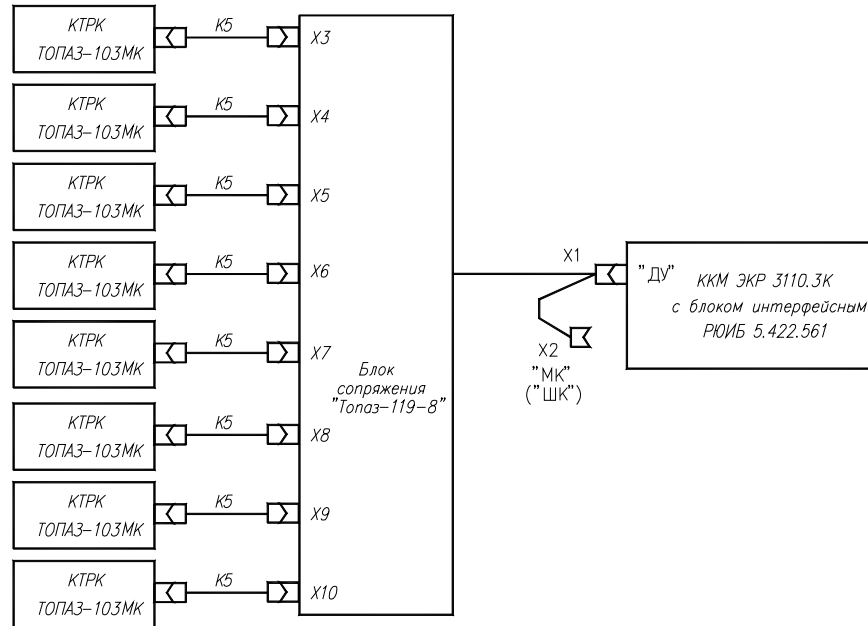 КТРК
ТОПАЗ-103МК
К5
X3
КТРК
ТОПАЗ-103МК
К5
X4
КТРК
ТОПАЗ-103МК
К5
X5
КТРК
ТОПАЗ-103МК
К5
X6
КТРК
ТОПАЗ-103МК
К5
X7
КТРК
ТОПАЗ-103МК
К5
X8
КТРК
ТОПАЗ-103МК
К5
X9
КТРК
ТОПАЗ-103МК
К5
X10
Блок
сопряжения
"Топаз-119-8"
X1
X2
"МК"
("ШК")
"ДУ"
ККМ ЭКР 3110.3К
с блоком интерфейсным
РЮИБ 5.422.561